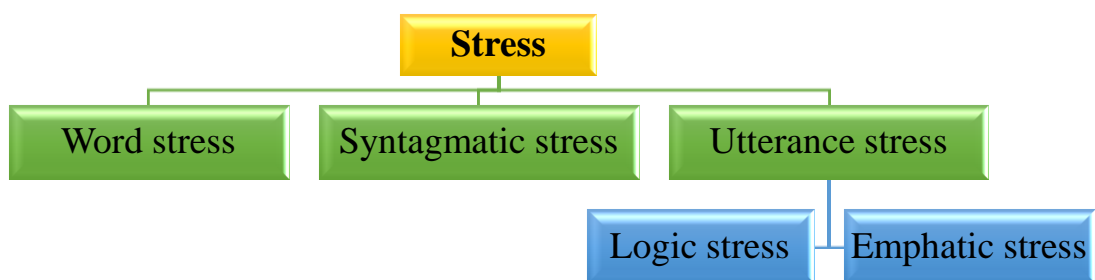 Stress
Word stress
Syntagmatic stress
Utterance stress
Logic stress
Emphatic stress